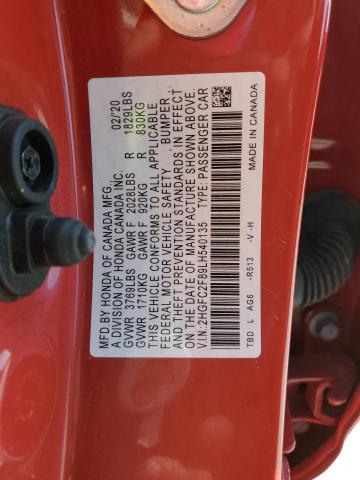 MFD BY HONDA OF CANADA MFG., 02/'20
A DIVISION OF HONDA CANADA INC.
GVWR 3769LBS GAWR F 2028LBS R 1829LBS
GVWR 1710KG GAWR F 920KG R 830KG
THIS VEHICLE CONFORMS TO ALL APPLICABLE
FEDERAL MOTOR VEHICLE SAFETY, BUMPER,
AND THEFT PREVENTION STANDARDS IN EFFECT
ON THE DATE OF MANUFACTURE SHOWN ABOVE.
V.I.N: 2HGFC2F89LH540135 TYPE: PASSENGER CAR
TBD L AG6 -R513 -V-H MADE IN CANADA